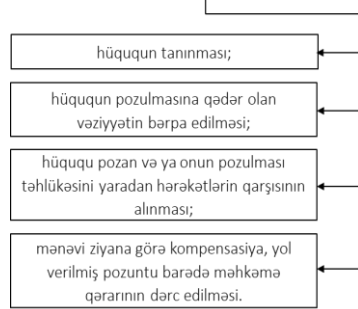 hüququn tanınması;
hüququn pozulmasına qədər olan
vəziyyətin bərpa edilməsi;
hüququ pozan və ya onun pozulması
təhlükəsini yaradan hərəkətlərin qarşısının
alınması;
mənəvi ziyana görə kompensasiya, yol
verilmiş pozuntu barədə məhkəmə
qərarının dərc edilməsi.